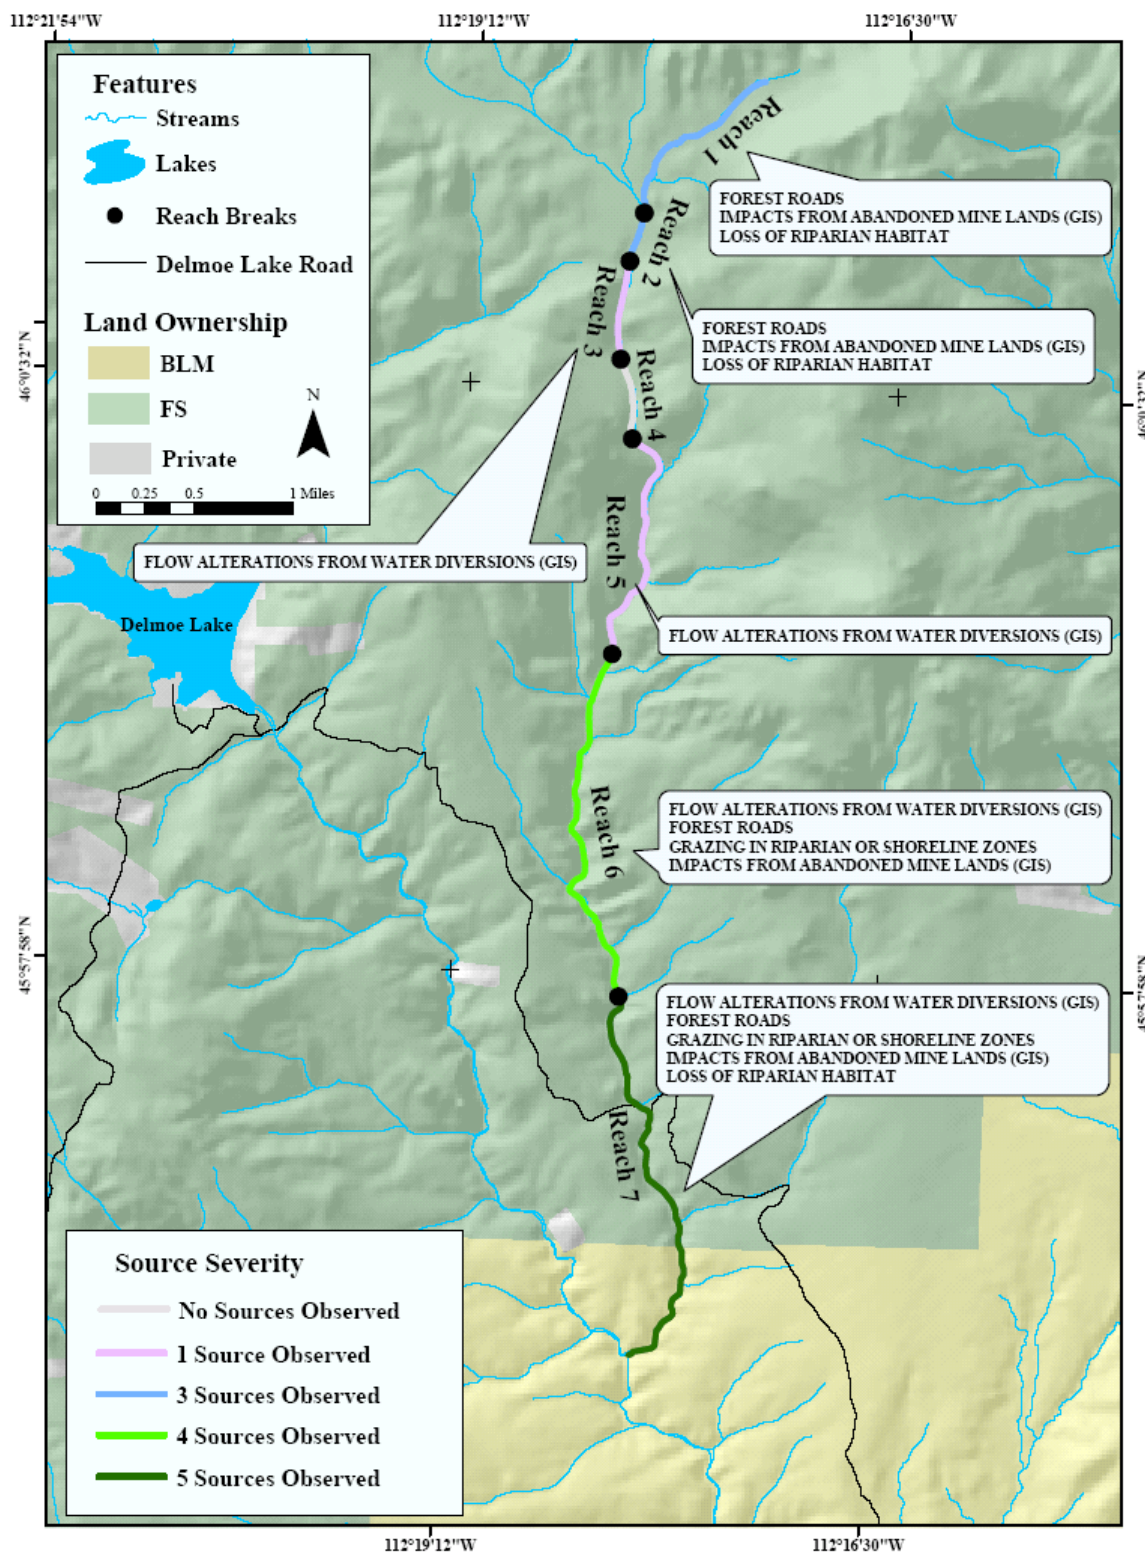 112°21'54"W
112°19'12"W
112°16'30"W
Features
Streams
Lakes
Reach Breaks
Delmoe Lake Road
Land Ownership
BLM
FS
Private
N
0 0.25 0.5 1 Miles
46°0'32"N
46°0'32"N
Reach 1
FOREST ROADS
IMPACTS FROM ABANDONED MINE LANDS (GIS)
LOSS OF RIPARIAN HABITAT
Reach 2
FOREST ROADS
IMPACTS FROM ABANDONED MINE LANDS (GIS)
LOSS OF RIPARIAN HABITAT
Reach 3
Reach 4
FLOW ALTERATIONS FROM WATER DIVERSIONS (GIS)
Reach 5
Delmoe Lake
FLOW ALTERATIONS FROM WATER DIVERSIONS (GIS)
Reach 6
FLOW ALTERATIONS FROM WATER DIVERSIONS (GIS)
FOREST ROADS
GRAZING IN RIPARIAN OR SHORELINE ZONES
IMPACTS FROM ABANDONED MINE LANDS (GIS)
45°57'58"N
45°57'58"N
FLOW ALTERATIONS FROM WATER DIVERSIONS (GIS)
FOREST ROADS
GRAZING IN RIPARIAN OR SHORELINE ZONES
IMPACTS FROM ABANDONED MINE LANDS (GIS)
LOSS OF RIPARIAN HABITAT
Reach 7
Source Severity
No Sources Observed
1 Source Observed
3 Sources Observed
4 Sources Observed
5 Sources Observed
112°19'12"W
112°16'30"W